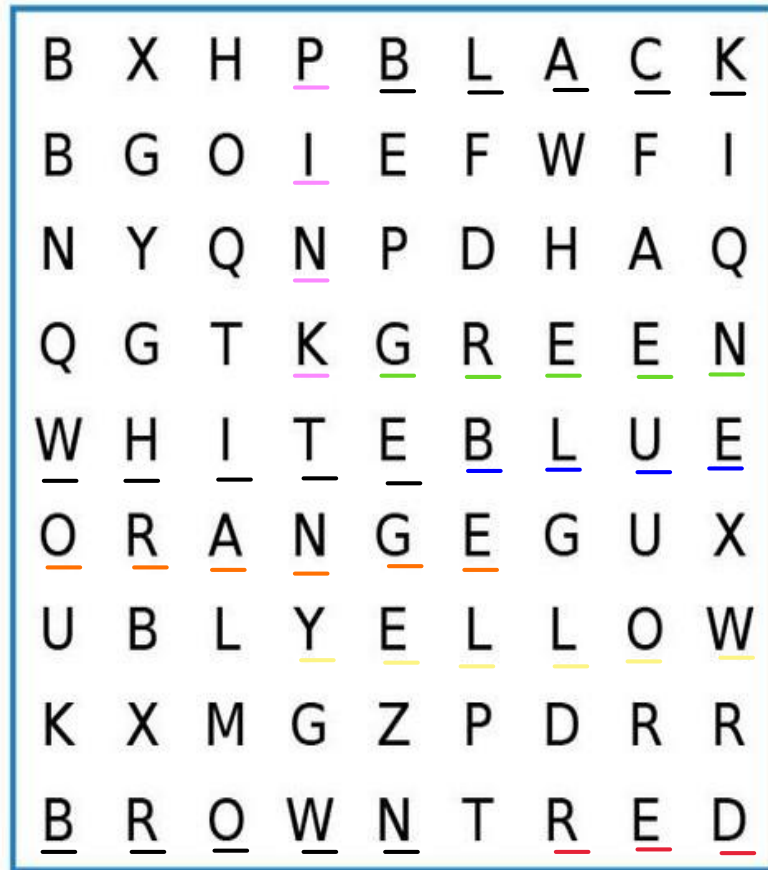 B X H P B L A C K
B G O I E F W F I
N Y Q N P D H A Q
Q G T K G R E E N
W H I T E B L U E
O R A N G E G U X
U B L Y E L L O W
K X M G Z P D R R
B R O W N T R E D